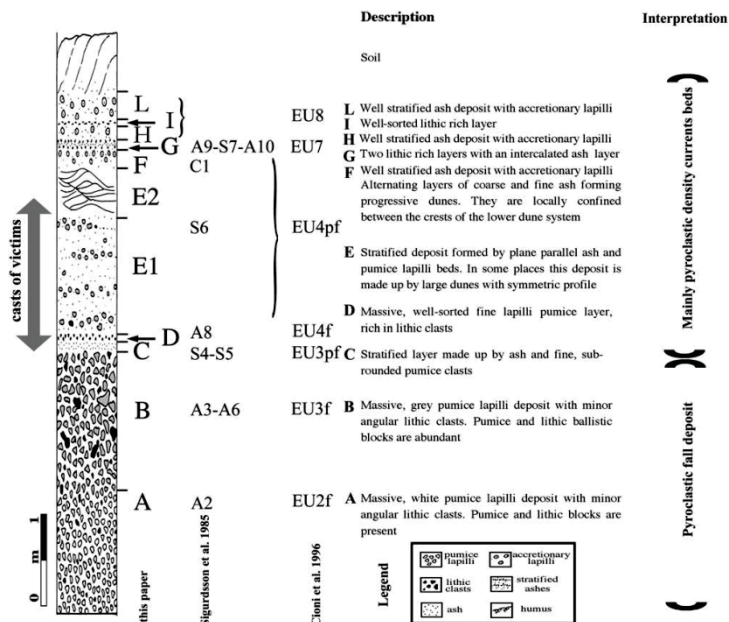 Description
Interpretation
Soil
L
I
H
G A9-S7-A10 EU7
F C1
EU8
E2
S6 EU4pf
E1
D A8 EU4f
C S4-S5 EU3pf
B A3-A6 EU3f
A A2 EU2f
L Well stratified ash deposit with accretionary lapilli
I Well-sorted lithic rich layer
H Well stratified ash deposit with accretionary lapilli
G Two lithic rich layers with an intercalated ash layer
F Well stratified ash deposit with accretionary lapilli
Alternating layers of coarse and fine ash forming
progressive dunes. They are locally confined
between the crests of the lower dune system
E Stratified deposit formed by plane parallel ash and
pumice lapilli beds. In some places this deposit is
made up by large dunes with symmetric profile
D Massive, well-sorted fine lapilli pumice layer,
rich in lithic clasts
C Stratified layer made up by ash and fine, sub-
rounded pumice clasts
B Massive, grey pumice lapilli deposit with minor
angular lithic clasts. Pumice and lithic ballistic
blocks are abundant
A Massive, white pumice lapilli deposit with minor
angular lithic clasts. Pumice and lithic blocks are
present
Mainly pyroclastic density currents beds
Pyroclastic fall deposit
casts of victims
1
m
0
this paper
Sigurdsson et al. 1985
Cioni et al. 1996
Legend
pumice
lapilli
accretionary
lapilli
lithic
clasts
stratified
ashes
ash
humus